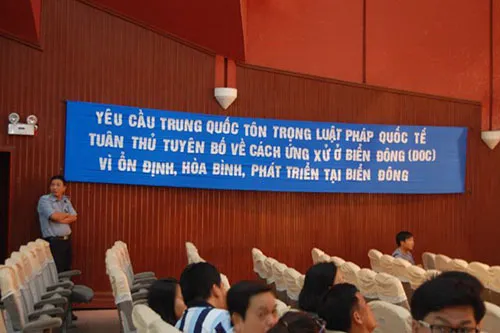 YÊU CẦU TRUNG QUỐC TÔN TRỌNG LUẬT PHÁP QUỐC TẾ
TUÂN THỦ TUYÊN BỐ VỀ CÁCH ỨNG XỬ Ở BIỂN ĐÔNG (DOC)
VÌ ỔN ĐỊNH, HÒA BÌNH, PHÁT TRIỂN TẠI BIỂN ĐÔNG